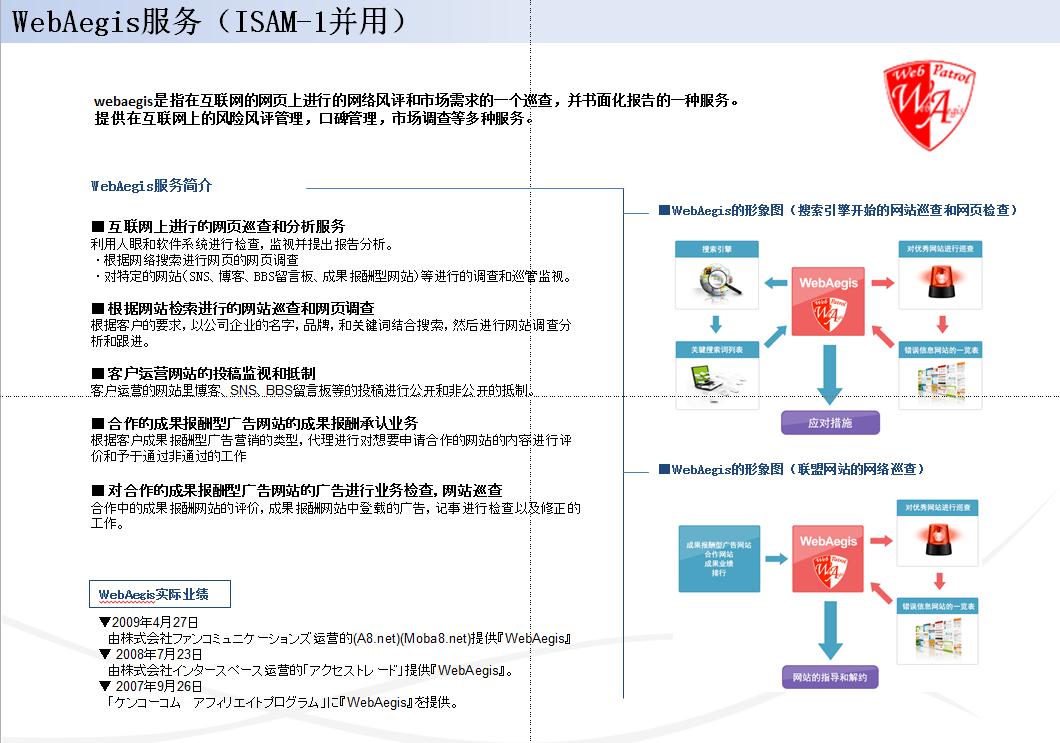 WebAegis服务（ISAM-1并用）
webaegis是指在互联网的网页上进行的网络风评和市场需求的一个巡查，并书面化报告的一种服务。
提供在互联网上的风险风评管理，口碑管理，市场调查等多种服务。
Web Patrol
WebAegis
WebAegis服务简介
■ 互联网上进行的网页巡查和分析服务
利用人眼和软件系统进行检查，监视并提出报告分析。
・根据网络搜索进行网页的网页调查
・对特定的网站（SNS、博客、BBS留言板、成果报酬型网站）等进行的调查和巡管监视。
■ 根据网站检索进行的网站巡查和网页调查
根据客户的要求，以公司企业的名字，品牌，和关键词结合搜索，然后进行网站调查分
析和跟进。
■ 客户运营网站的投稿监视和抵制
客户运营的网站里博客、SNS、BBS留言板等的投稿进行公开和非公开的抵制。
■ 合作的成果报酬型广告网站的成果报酬承认业务
根据客户成果报酬型广告营销的类型，代理进行对想要申请合作的网站的内容进行评
价和予于通过非通过的工作
■ 对合作的成果报酬型广告网站的广告进行业务检查，网站巡查
合作中的成果报酬网站的评价，成果报酬网站中登载的广告，记事进行检查以及修正的
工作。
WebAegis实际业绩
▼2009年4月27日
由株式会社ファンコミュニケーションズ运营的(A8.net)(Moba8.net)提供『WebAegis』
▼ 2008年7月23日
由株式会社インタースペース运营的「アクセストレード」提供『WebAegis』。
▼ 2007年9月26日
「ケンコーコム　アフィリエイトプログラム」に『WebAegis』を提供。
■WebAegis的形象图（搜索引擎开始的网站巡查和网页检查）
搜索引擎
WebAegis
Web Patrol
对优秀网站进行巡查
关键搜索词列表
错误信息网站的一览表
应对措施
■WebAegis的形象图（联盟网站的网络巡查）
成果报酬型广告网站
合作网站
成果业绩
排行
WebAegis
Web Patrol
对优秀网站进行巡查
错误信息网站的一览表
网站的指导和解约